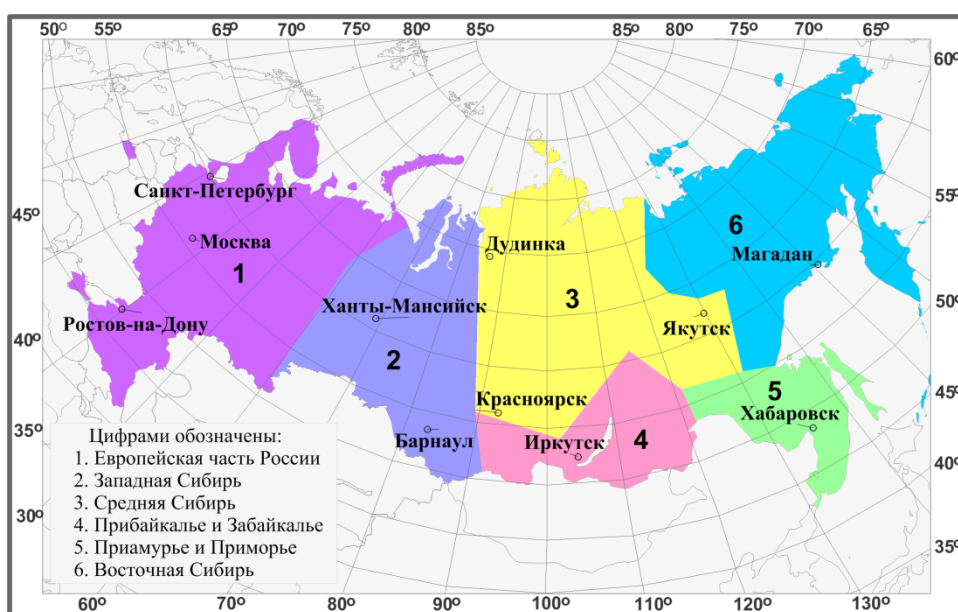 50° 55° 60° 65° 70° 75° 80° 85° 85° 80° 75° 70° 65°
60°
55°
50°
45°
40°
35°
45°
40°
35°
30°
Санкт-Петербург
Москва
1
Ростов-на-Дону
Ханты-Мансийск
2
Барнаул
Дудинка
3
Якутск
Красноярск
Иркутск
4
5
Хабаровск
6
Магадан
Цифрами обозначены:
1. Европейская часть России
2. Западная Сибирь
3. Средняя Сибирь
4. Прибайкалье и Забайкалье
5. Приамурье и Приморье
6. Восточная Сибирь
60° 70° 80° 90° 100° 110° 120° 130°